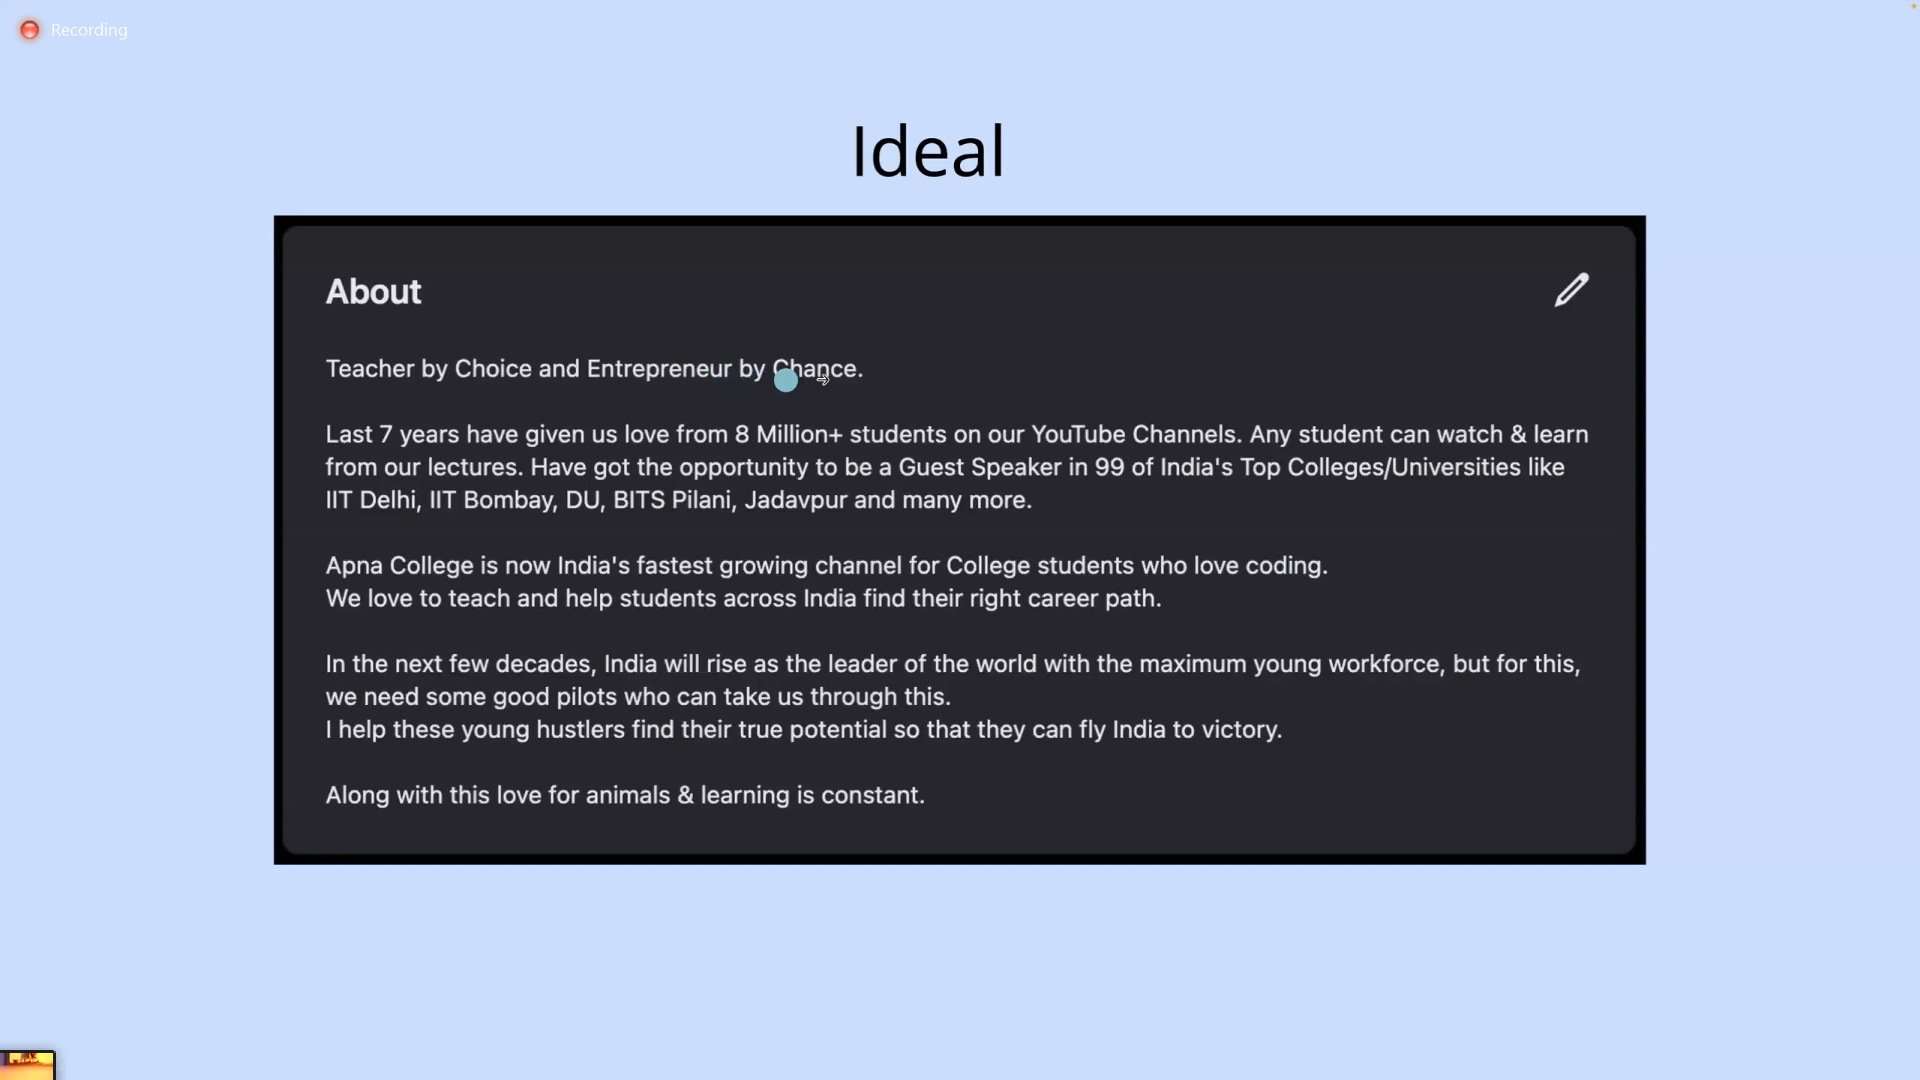 Recording
Ideal
About
Teacher by Choice and Entrepreneur by Chance.
Last 7 years have given us love from 8 Million+ students on our YouTube Channels. Any student can watch & learn
from our lectures. Have got the opportunity to be a Guest Speaker in 99 of India's Top Colleges/Universities like
IIT Delhi, IIT Bombay, DU, BITS Pilani, Jadavpur and many more.
Apna College is now India's fastest growing channel for College students who love coding.
We love to teach and help students across India find their right career path.
In the next few decades, India will rise as the leader of the world with the maximum young workforce, but for this,
we need some good pilots who can take us through this.
I help these young hustlers find their true potential so that they can fly India to victory.
Along with this love for animals & learning is constant.